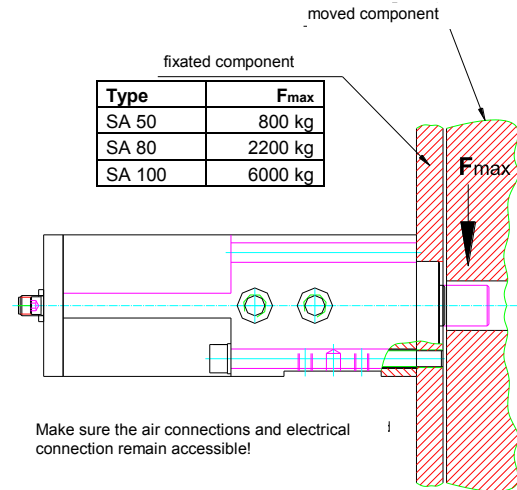 moved component
fixated component
Type Fmax
SA 50 800 kg
SA 80 2200 kg
SA 100 6000 kg
Fmax
Make sure the air connections and electrical
connection remain accessible!